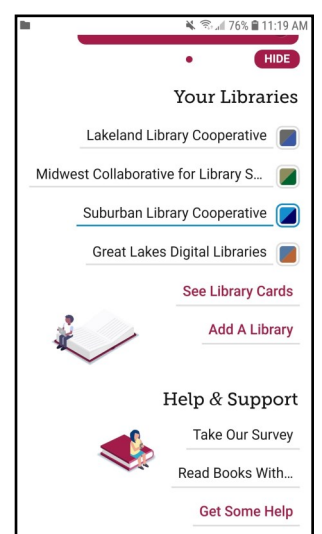 76% 11:19 AM
HIDE
Your Libraries
Lakeland Library Cooperative
Midwest Collaborative for Library S...
Suburban Library Cooperative
Great Lakes Digital Libraries
See Library Cards
Add A Library
Help & Support
Take Our Survey
Read Books With...
Get Some Help